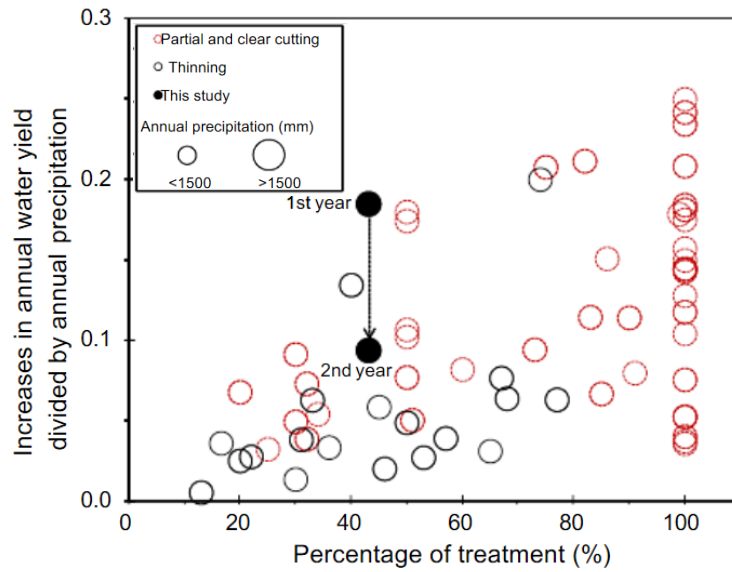 0.3
0.2
0.1
0.0
Increases in annual water yield
divided by annual precipitation
Partial and clear cutting
Thinning
This study
Annual precipitation (mm)
<1500 >1500
1st year
2nd year
0 20 40 60 80 100
Percentage of treatment (%)